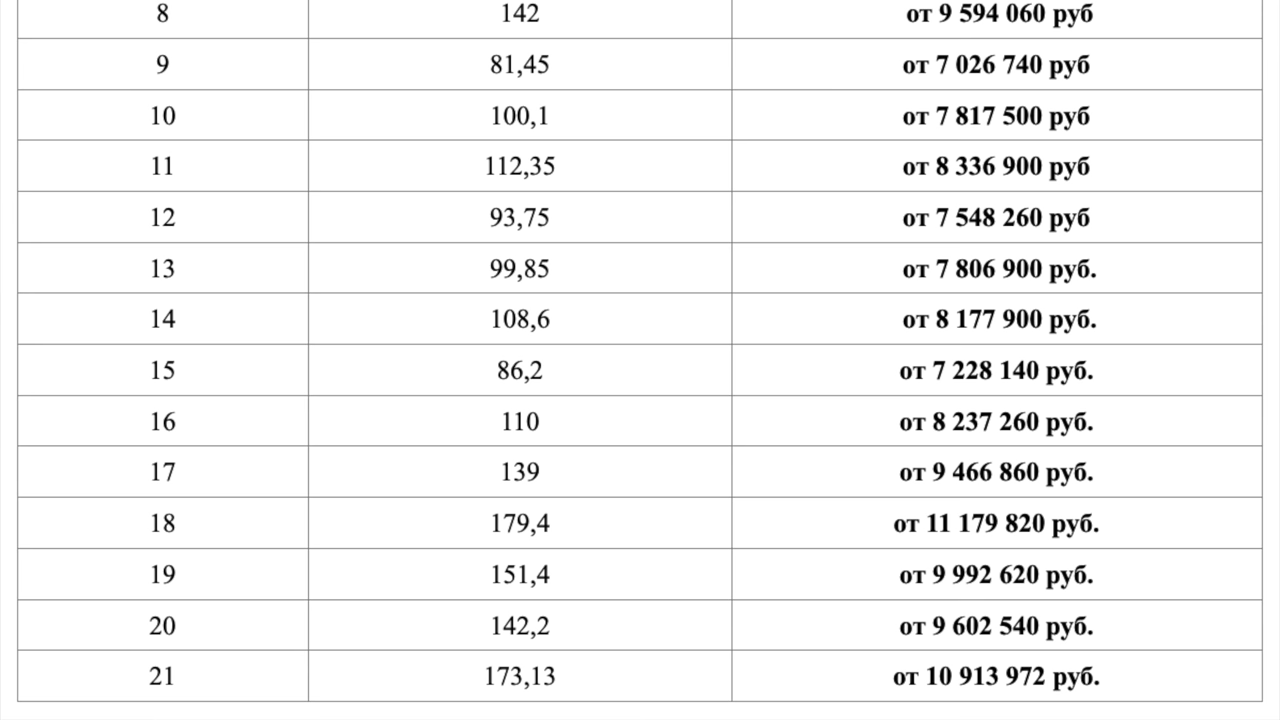 8 142 от 9 594 060 руб
9 81,45 от 7 026 740 руб
10 100,1 от 7 817 500 руб
11 112,35 от 8 336 900 руб
12 93,75 от 7 548 260 руб
13 99,85 от 7 806 900 руб.
14 108,6 от 8 177 900 руб.
15 86,2 от 7 228 140 руб.
16 110 от 8 237 260 руб.
17 139 от 9 466 860 руб.
18 179,4 от 11 179 820 руб.
19 151,4 от 9 992 620 руб.
20 142,2 от 9 602 540 руб.
21 173,13 от 10 913 972 руб.